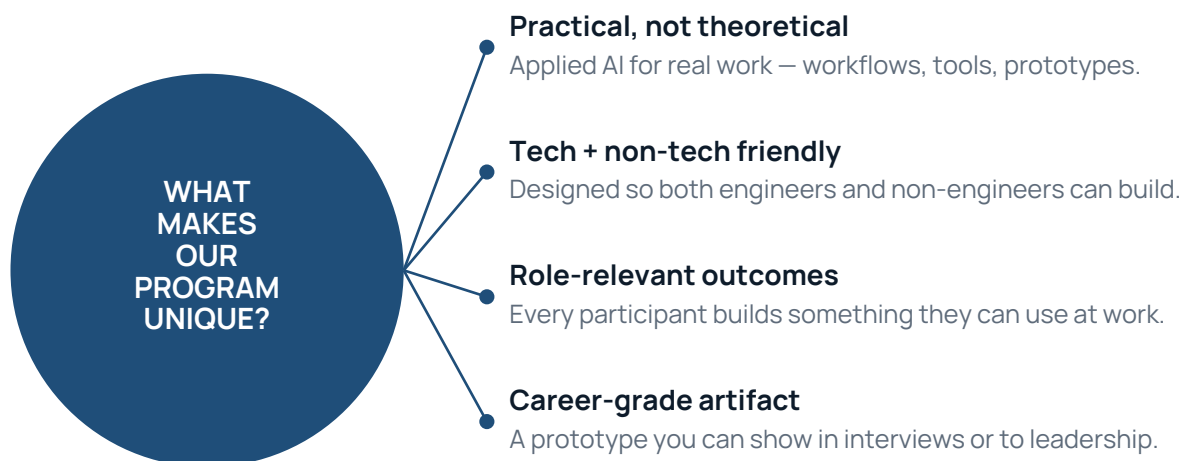 WHAT
MAKES
OUR
PROGRAM
UNIQUE?
Practical, not theoretical
Applied AI for real work — workflows, tools, prototypes.
Tech + non-tech friendly
Designed so both engineers and non-engineers can build.
Role-relevant outcomes
Every participant builds something they can use at work.
Career-grade artifact
A prototype you can show in interviews or to leadership.